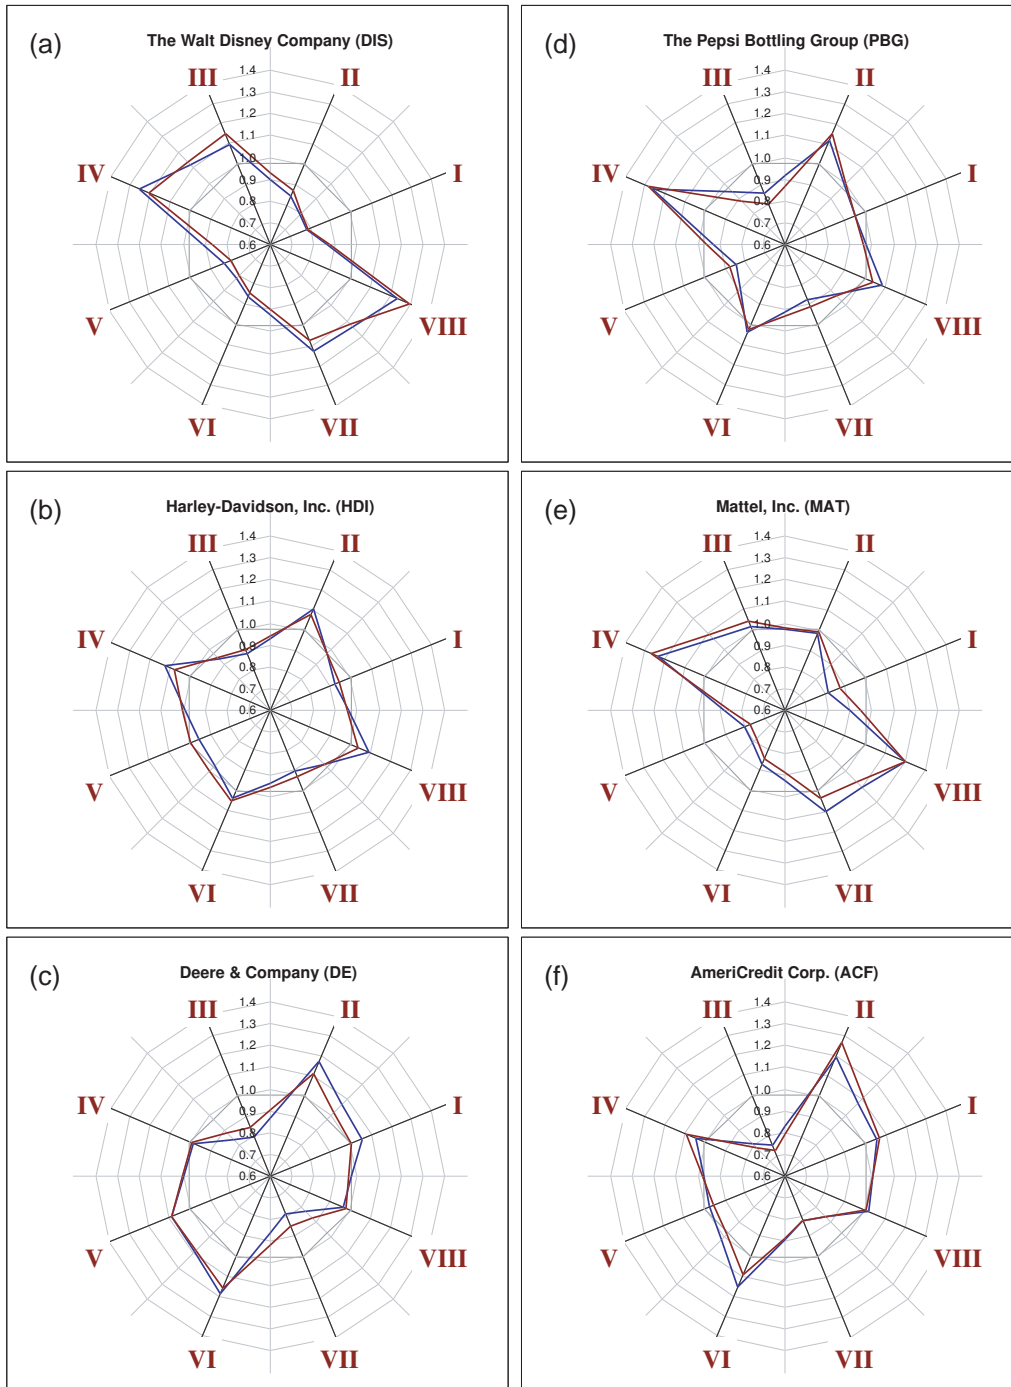 (a)
The Walt Disney Company (DIS)
III
II
1.4
1.3
1.2
1.1
1.0
0.9
0.8
0.7
0.6
IV
I
V
VIII
VI
VII
(d)
The Pepsi Bottling Group (PBG)
III
II
1.4
1.3
1.2
1.1
1.0
0.9
0.8
0.7
0.6
IV
I
V
VIII
VI
VII
(b)
Harley-Davidson, Inc. (HDI)
III
II
1.4
1.3
1.2
1.1
1.0
0.9
0.8
0.7
0.6
IV
I
V
VIII
VI
VII
(e)
Mattel, Inc. (MAT)
III
II
1.4
1.3
1.2
1.1
1.0
0.9
0.8
0.7
0.6
IV
I
V
VIII
VI
VII
(c)
Deere & Company (DE)
III
II
1.4
1.3
1.2
1.1
1.0
0.9
0.8
0.7
0.6
IV
I
V
VIII
VI
VII
(f)
AmeriCredit Corp. (ACF)
III
II
1.4
1.3
1.2
1.1
1.0
0.9
0.8
0.7
0.6
IV
I
V
VIII
VI
VII